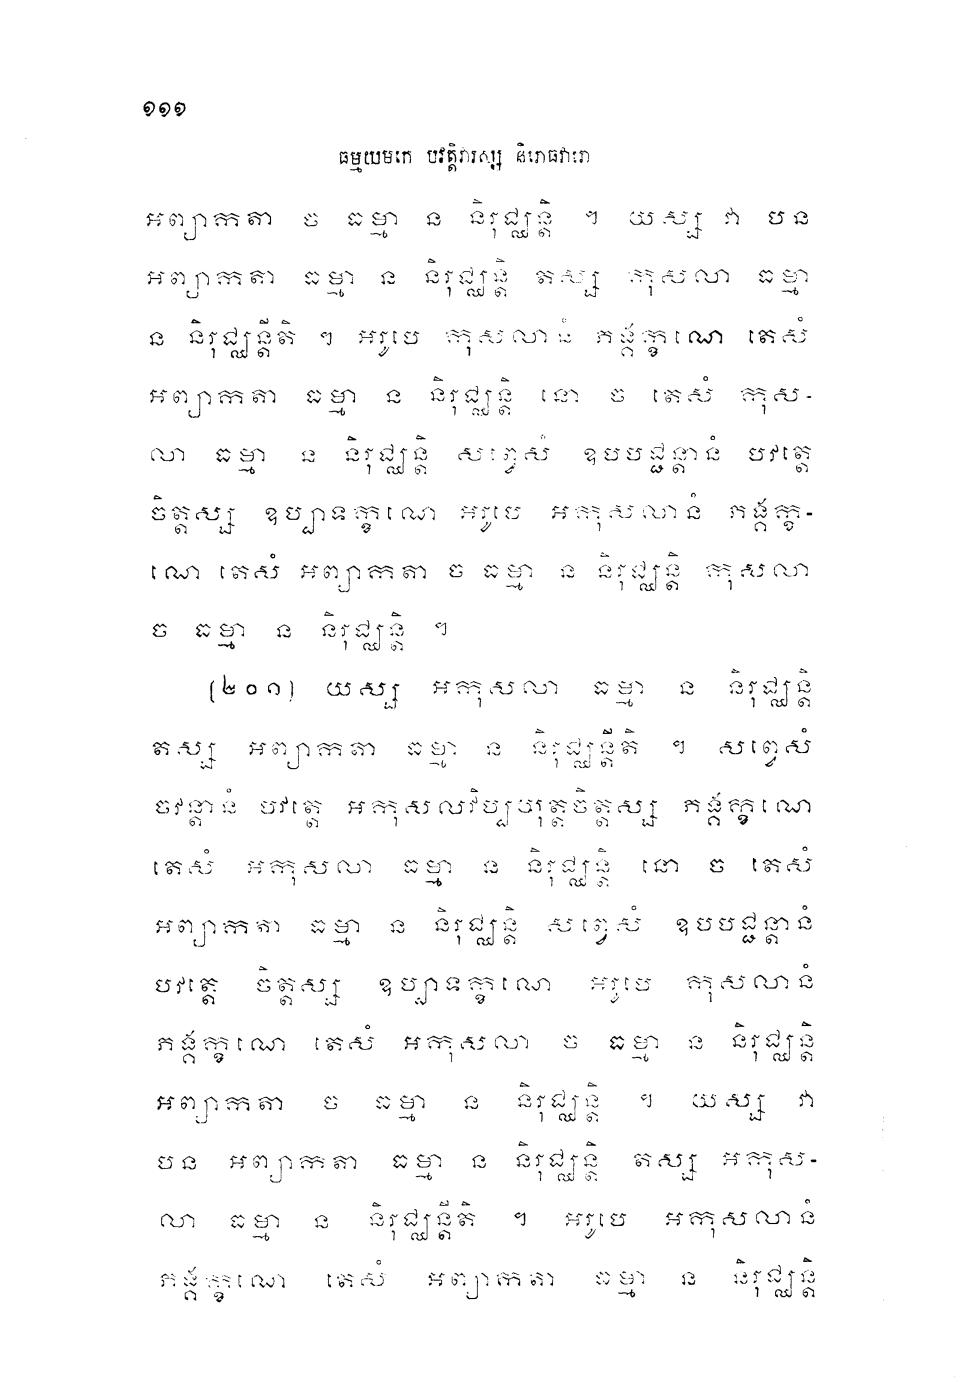 ១១១
ធម្មយមកេ បវត្តិវារស្ស និរោធវារោ
អព្យាកតា ច ធម្មា ន និរុជ្ឈន្តិ ។ យស្ស វា បន
អព្យាកតា ធម្មា ន និរុជ្ឈន្តិ តស្ស កុសលា ធម្មា
ន និរុជ្ឈន្តីតិ ។ អរូបេ កុសលានំ ភង្គក្ខណេ តេសំ
អព្យាកតា ធម្មា ន និរុជ្ឈន្តិ នោ ច តេសំ កុស-
លា ធម្មា ន និរុជ្ឈន្តិ សព្វេសំ ឧបបជ្ជន្តានំ បវត្តេ
ចិត្តស្ស ឧប្បាទក្ខណេ អរូបេ អកុសលានំ ភង្គក្ខ-
ណេ តេសំ អព្យាកតា ច ធម្មា ន និរុជ្ឈន្តិ កុសលា
ច ធម្មា ន និរុជ្ឈន្តិ ។
(២០១) យស្ស អកុសលា ធម្មា ន និរុជ្ឈន្តិ
តស្ស អព្យាកតា ធម្មា ន និរុជ្ឈន្តីតិ ។ សព្វេសំ
ចវន្តានំ បវត្តេ អកុសលវិប្បយុត្តចិត្តស្ស ភង្គក្ខណេ
តេសំ អកុសលា ធម្មា ន និរុជ្ឈន្តិ នោ ច តេសំ
អព្យាកតា ធម្មា ន និរុជ្ឈន្តិ សព្វេសំ ឧបបជ្ជន្តានំ
បវត្តេ ចិត្តស្ស ឧប្បាទក្ខណេ អរូបេ កុសលានំ
ភង្គក្ខណេ តេសំ អកុសលា ច ធម្មា ន និរុជ្ឈន្តិ
អព្យាកតា ច ធម្មា ន និរុជ្ឈន្តិ ។ យស្ស វា
បន អព្យាកតា ធម្មា ន និរុជ្ឈន្តិ តស្ស អកុស-
លា ធម្មា ន និរុជ្ឈន្តីតិ ។ អរូបេ អកុសលានំ
ភង្គក្ខណេ តេសំ អព្យាកតា ធម្មា ន និរុជ្ឈន្តិ